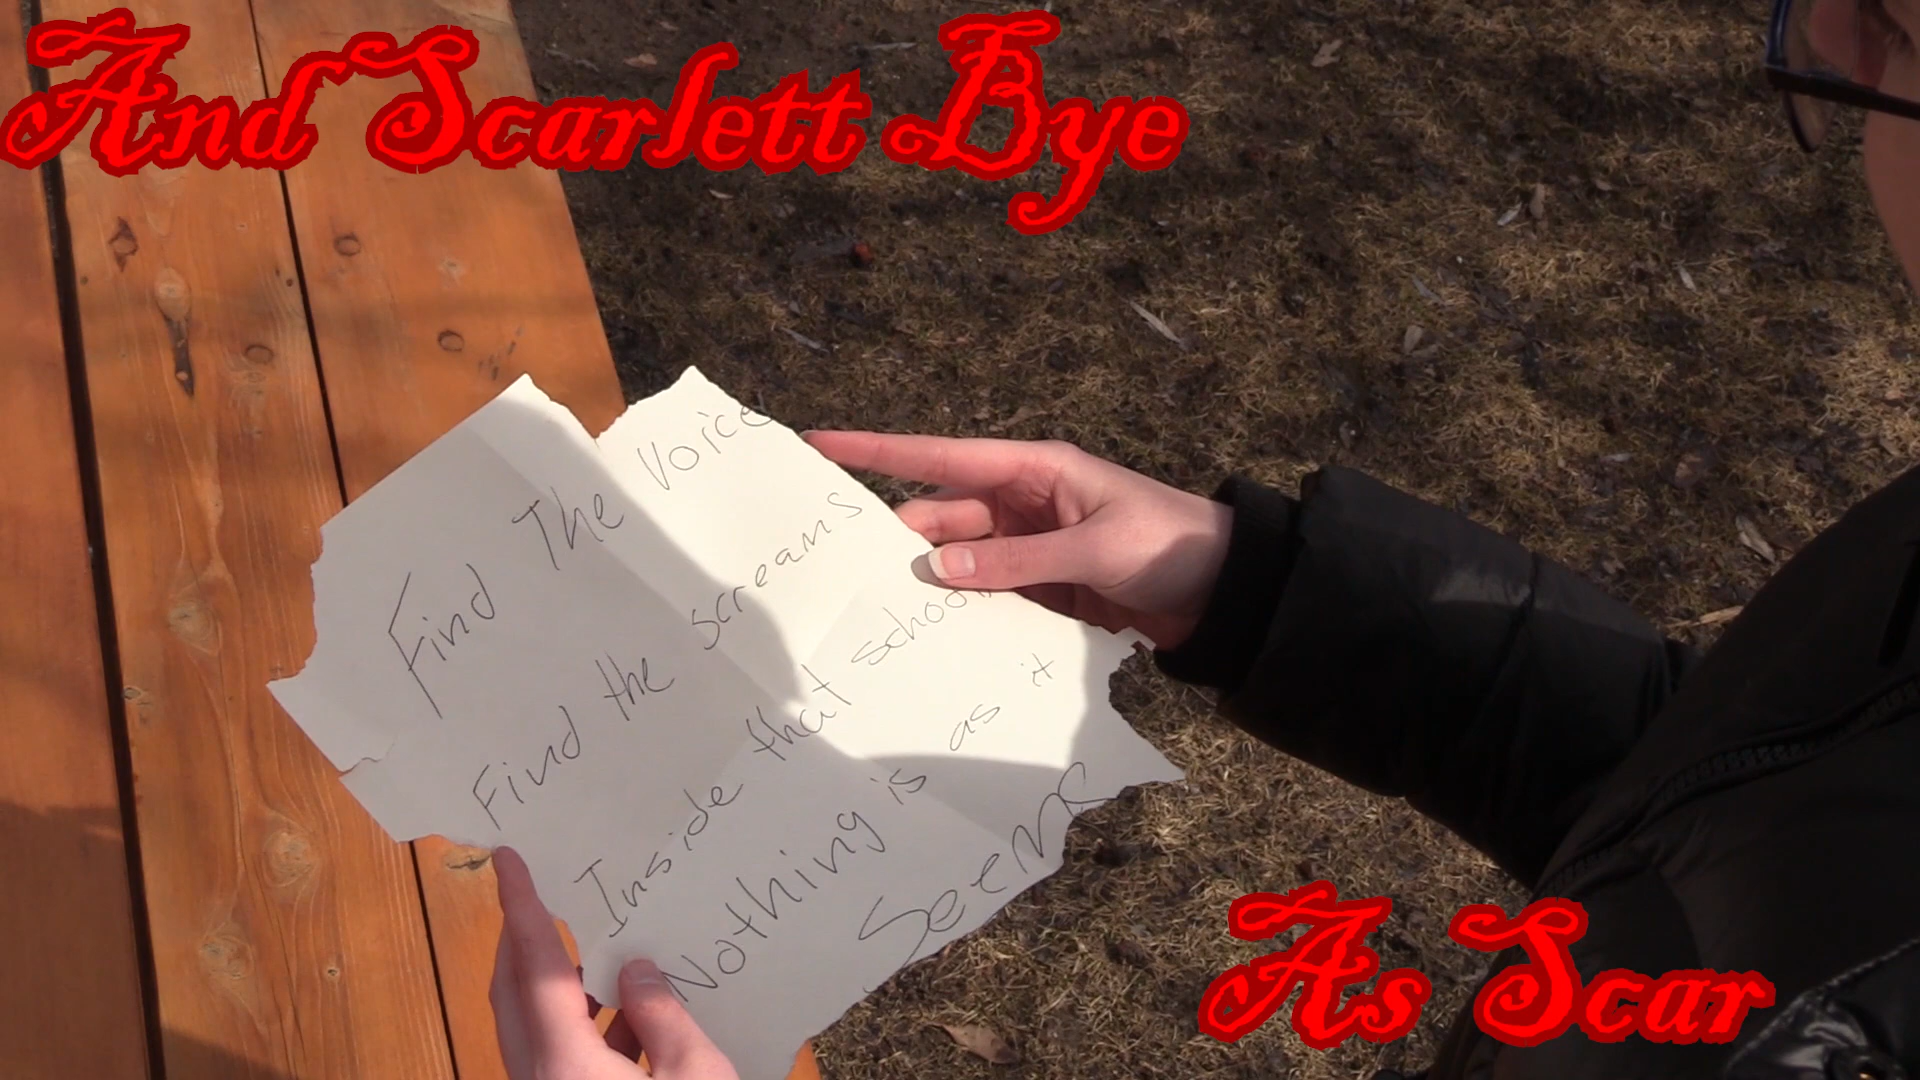 And Scarlett Bye
Find The Voice
Find the screams
Inside that school
Nothing is as it
Seems
As Scar